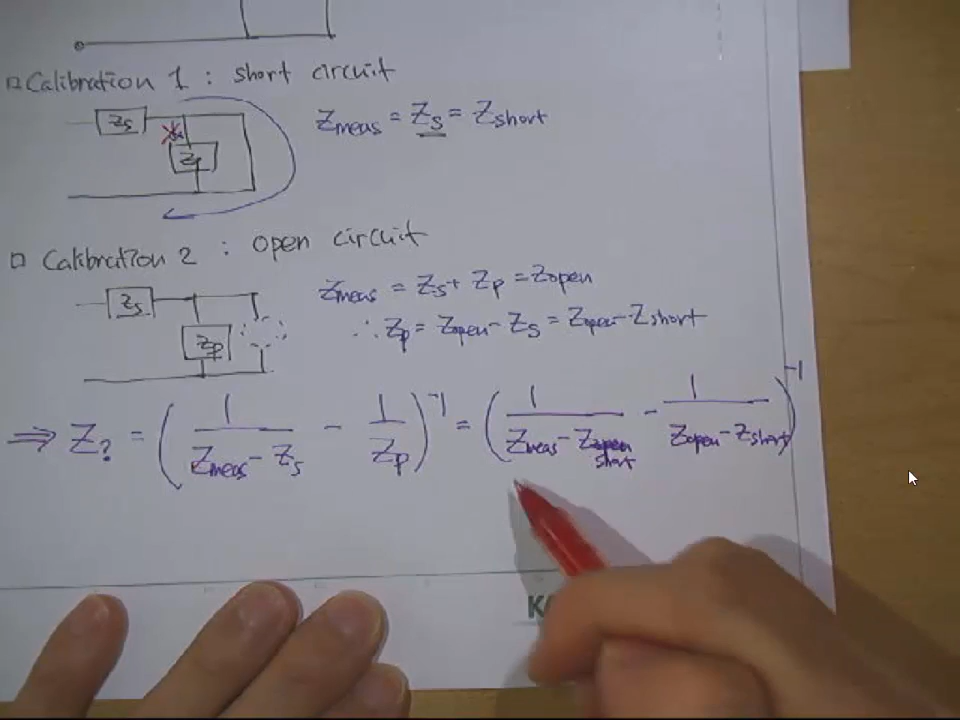 □ Calibration 1 : short circuit
Zs
Zp
Zmeas = Zs = Zshort
□ Calibration 2 : open circuit
Zs
Zp
Zmeas = Zs + Zp = Zopen
∴ Zp = Zopen - Zs = Zopen - Zshort
⇒ Z? = ( 1/(Zmeas - Zs) - 1/Zp )^-1 = ( 1/(Zmeas - Zshort) - 1/(Zopen - Zshort) )^-1